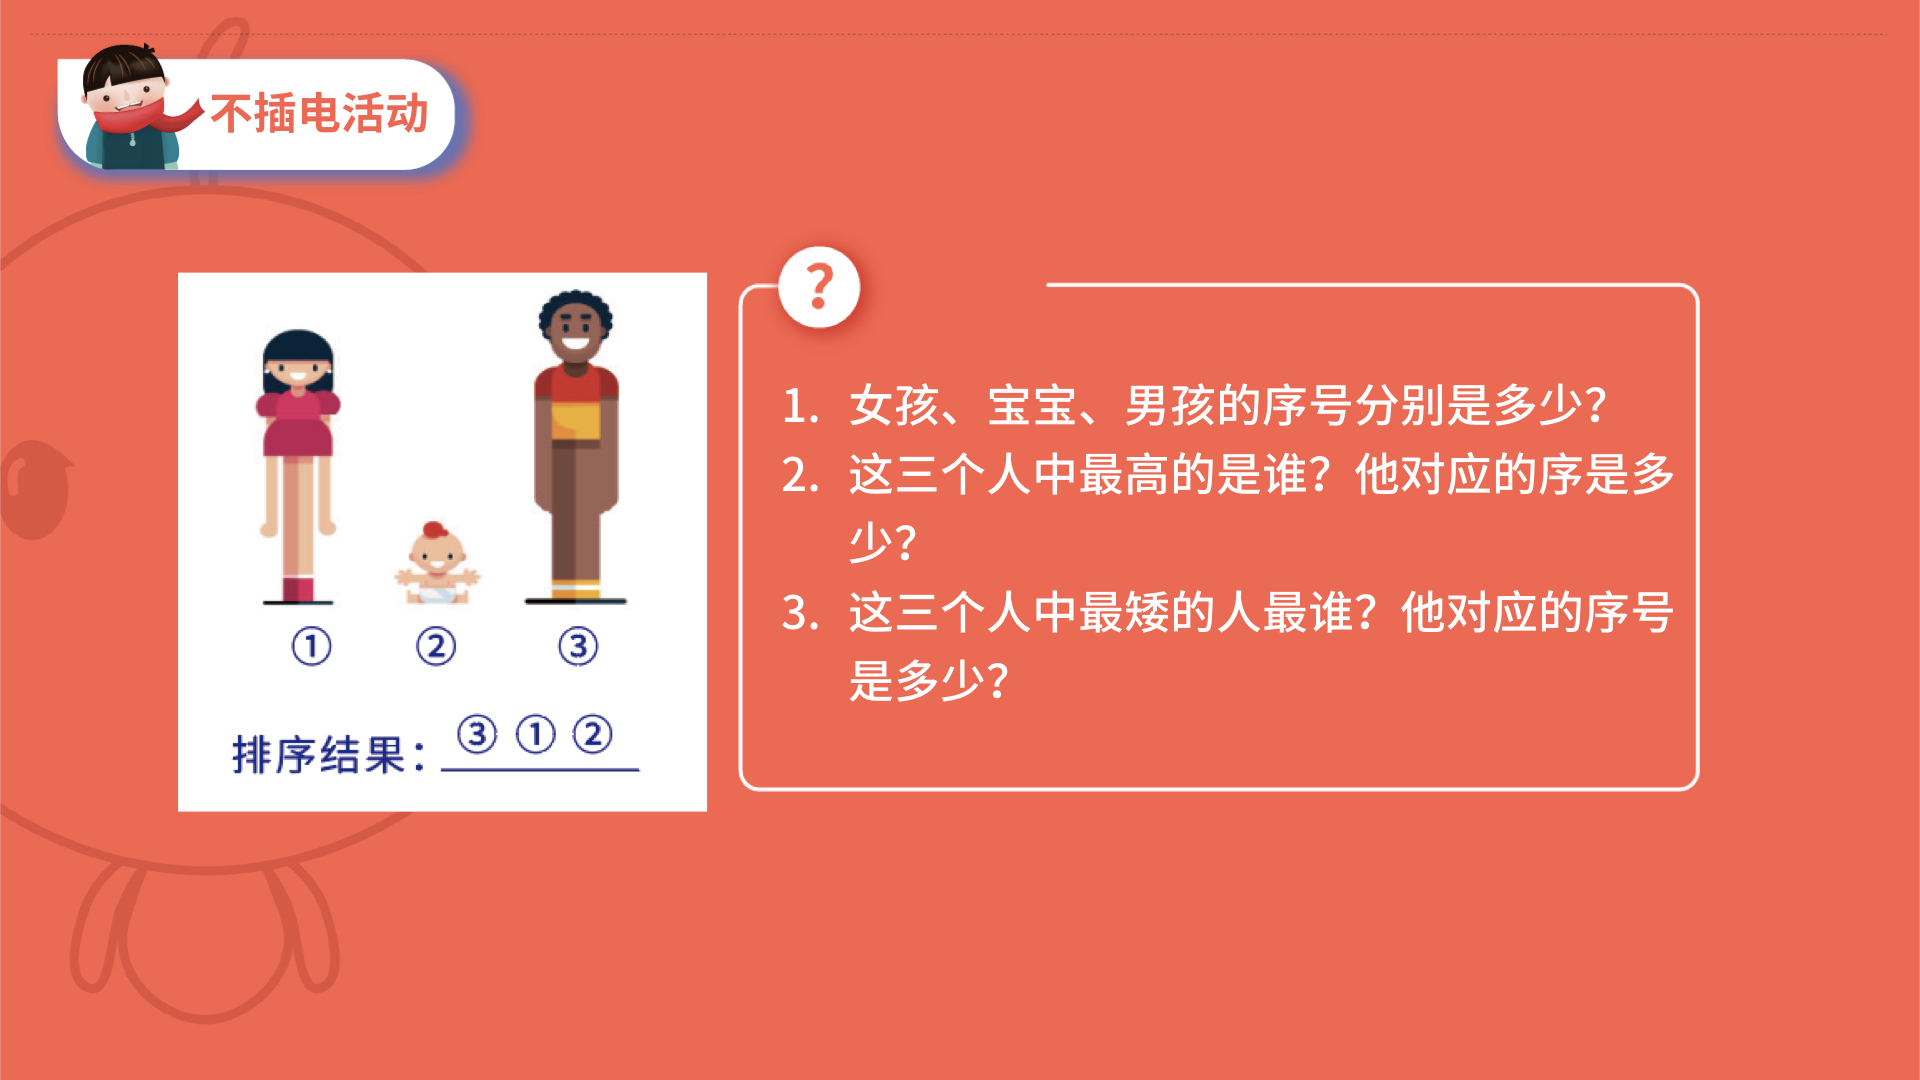 不插电活动
?
1. 女孩、宝宝、男孩的序号分别是多少?
2. 这三个人中最高的是谁? 他对应的序是多
少?
3. 这三个人中最矮的人最谁? 他对应的序号
是多少?
① ② ③
排序结果: ③ ① ②